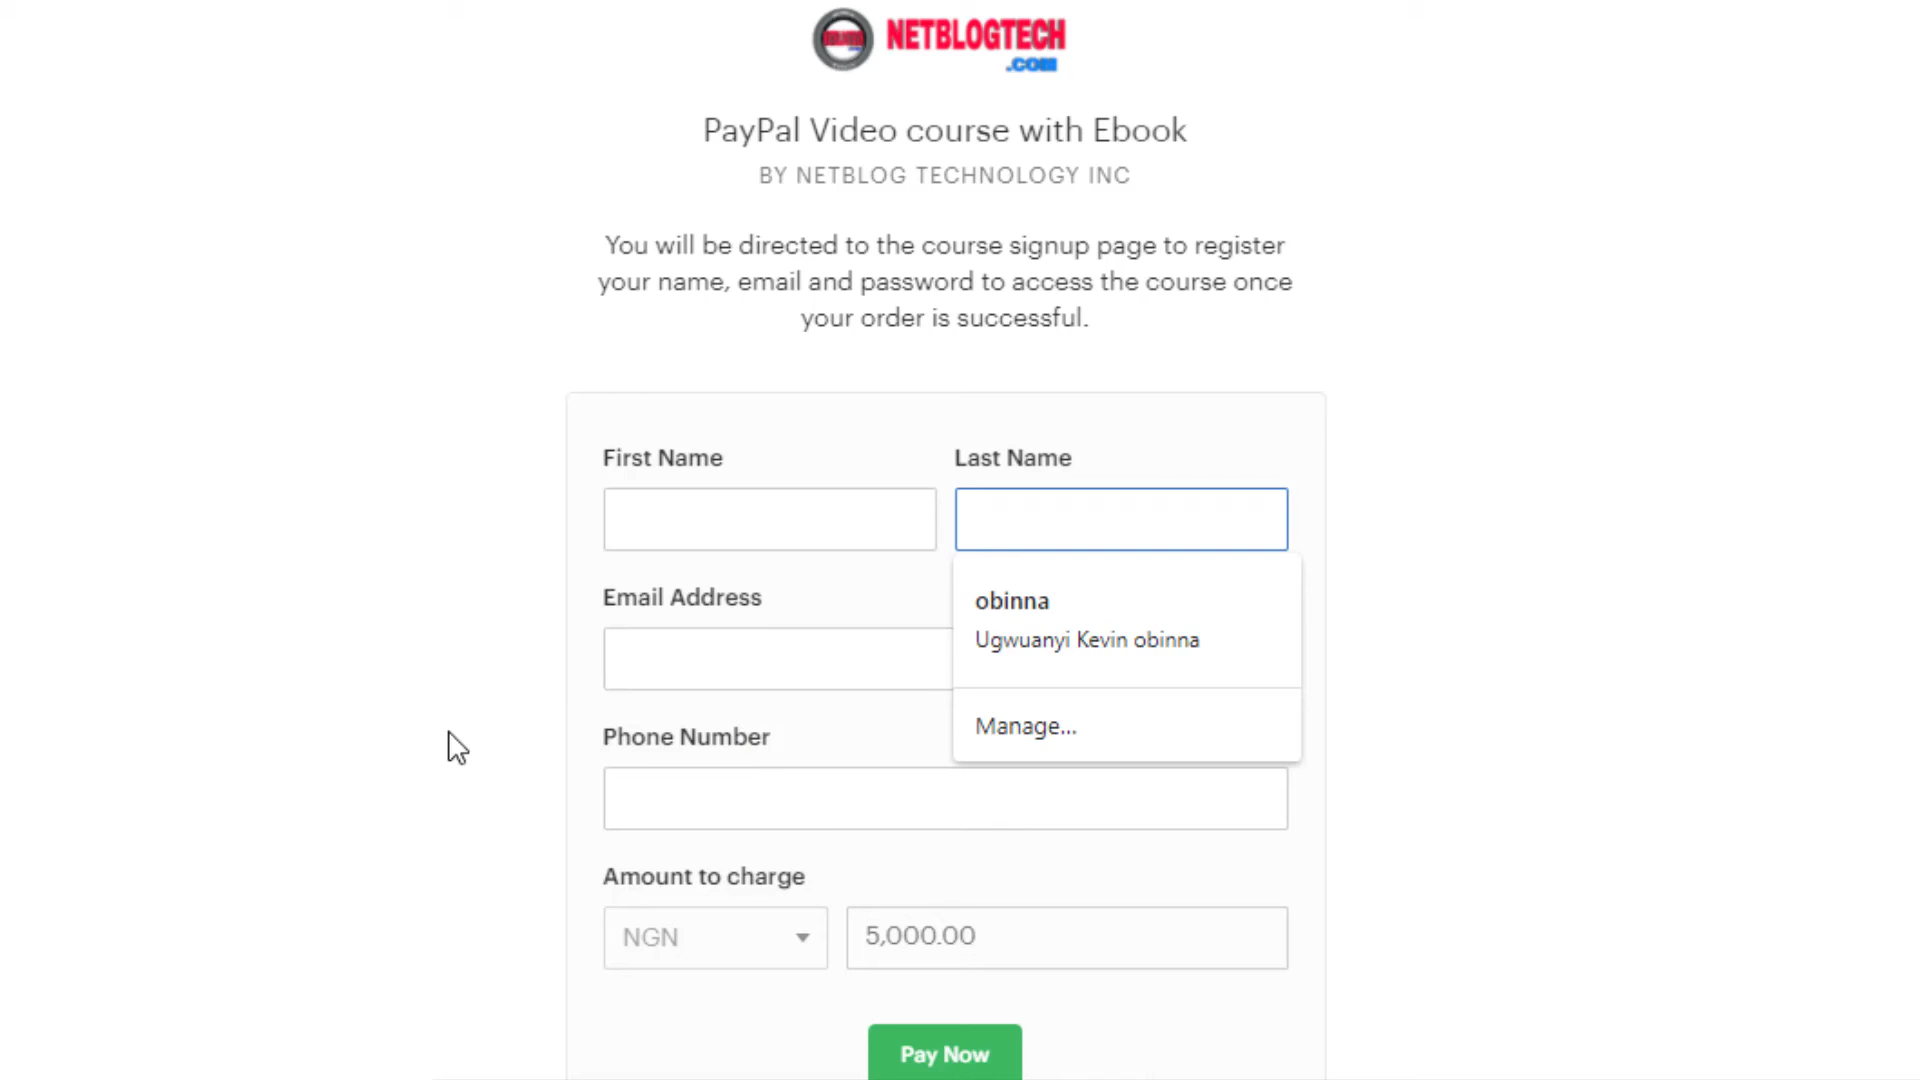 NETBLOGTECH
.COM
PayPal Video course with Ebook
BY NETBLOG TECHNOLOGY INC
You will be directed to the course signup page to register
your name, email and password to access the course once
your order is successful.
First Name
Last Name
obinna
Ugwuanyi Kevin obinna
Manage...
Email Address
Phone Number
Amount to charge
NGN
5,000.00
Pay Now